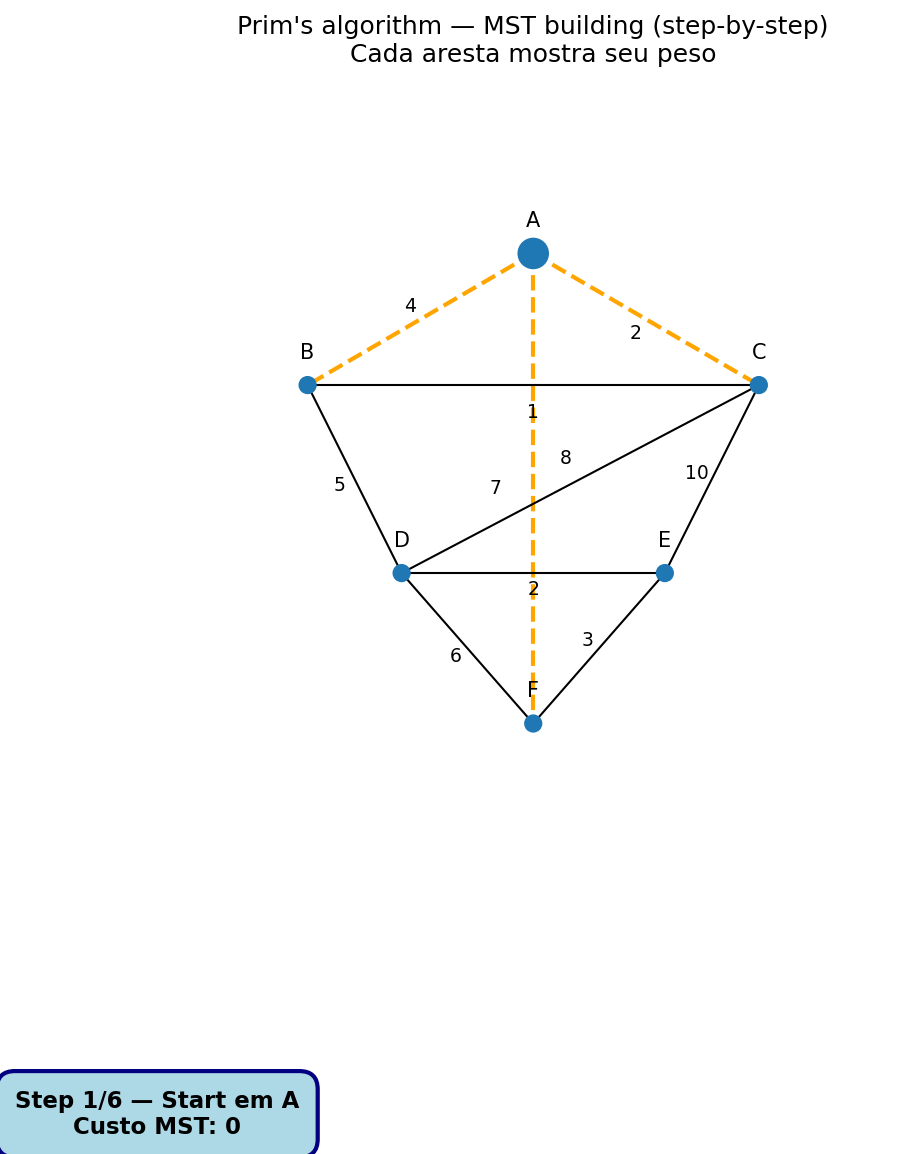 Prim's algorithm — MST building (step-by-step)
Cada aresta mostra seu peso
A
4
2
B
C
1
8
10
5
7
D
E
2
3
6
F
Step 1/6 — Start em A
Custo MST: 0